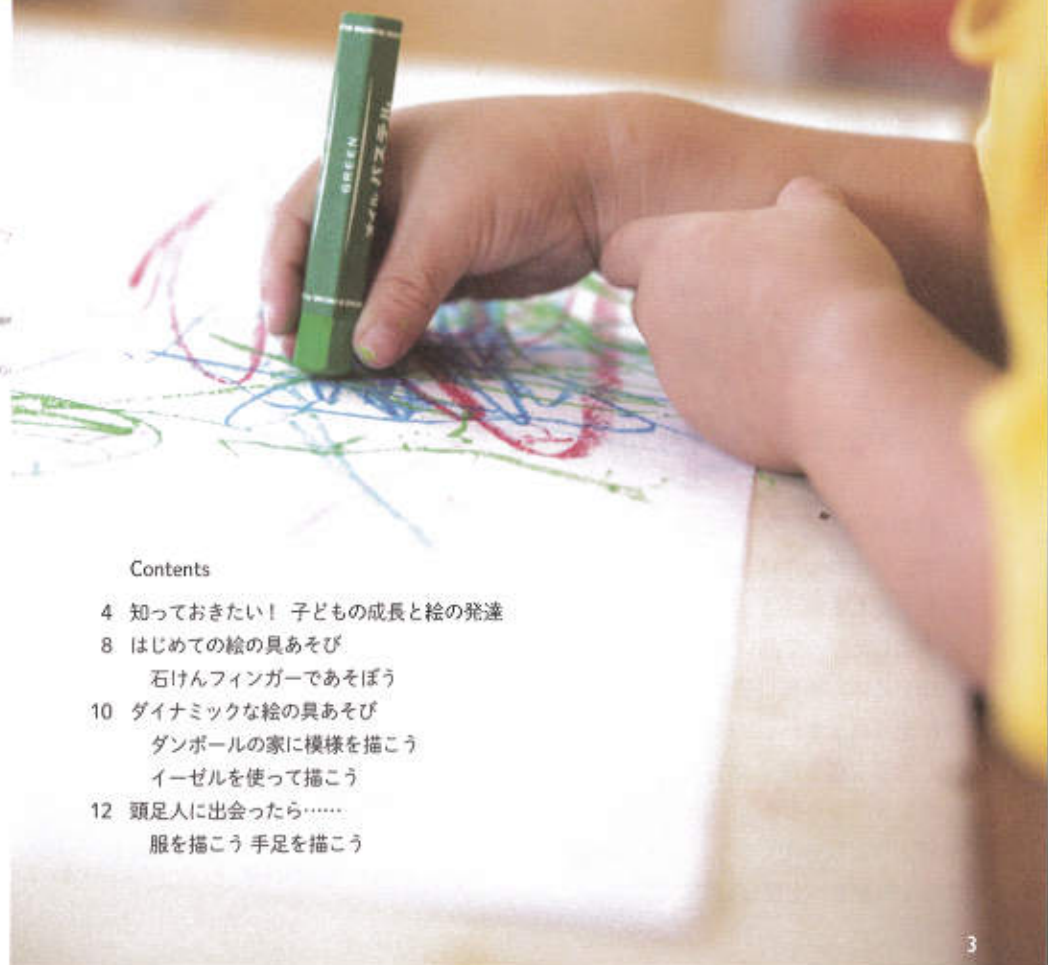 GREEN
パステル
Contents
4 知っておきたい! 子どもの成長と絵の発達
8 はじめての絵の具あそび
石けんフィンガーであそぼう
10 ダイナミックな絵の具あそび
ダンボールの家に模様を描こう
イーゼルを使って描こう
12 頭足人に出会ったら……
服を描こう 手足を描こう
3